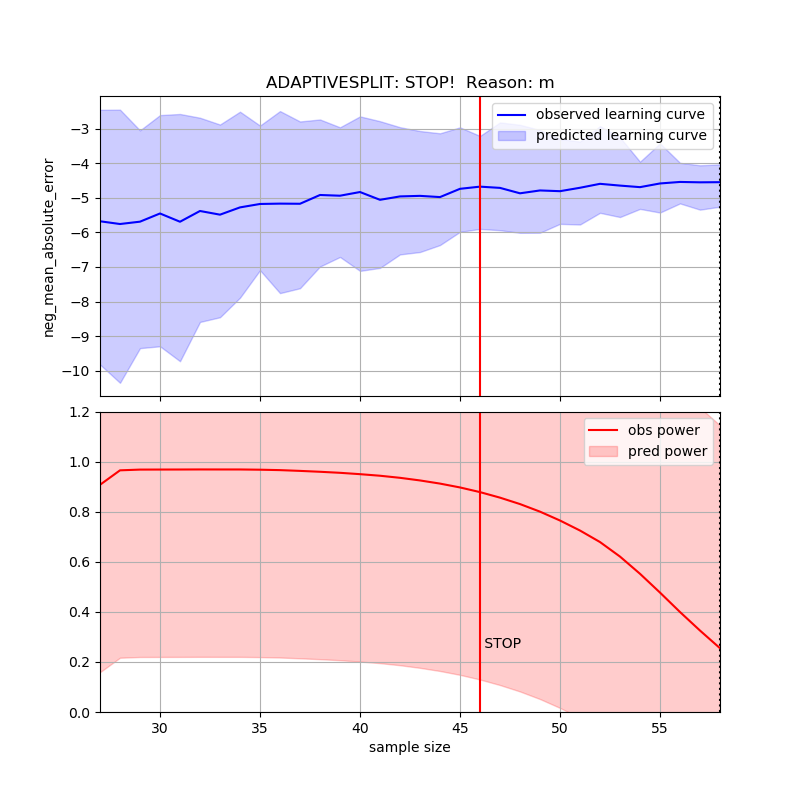 ADAPTIVESPLIT: STOP!  Reason: m
observed learning curve
predicted learning curve
neg_mean_absolute_error
−3
−4
−5
−6
−7
−8
−9
−10
obs power
pred power
1.2
1.0
0.8
0.6
0.4
0.2
0.0
STOP
30 35 40 45 50 55
sample size